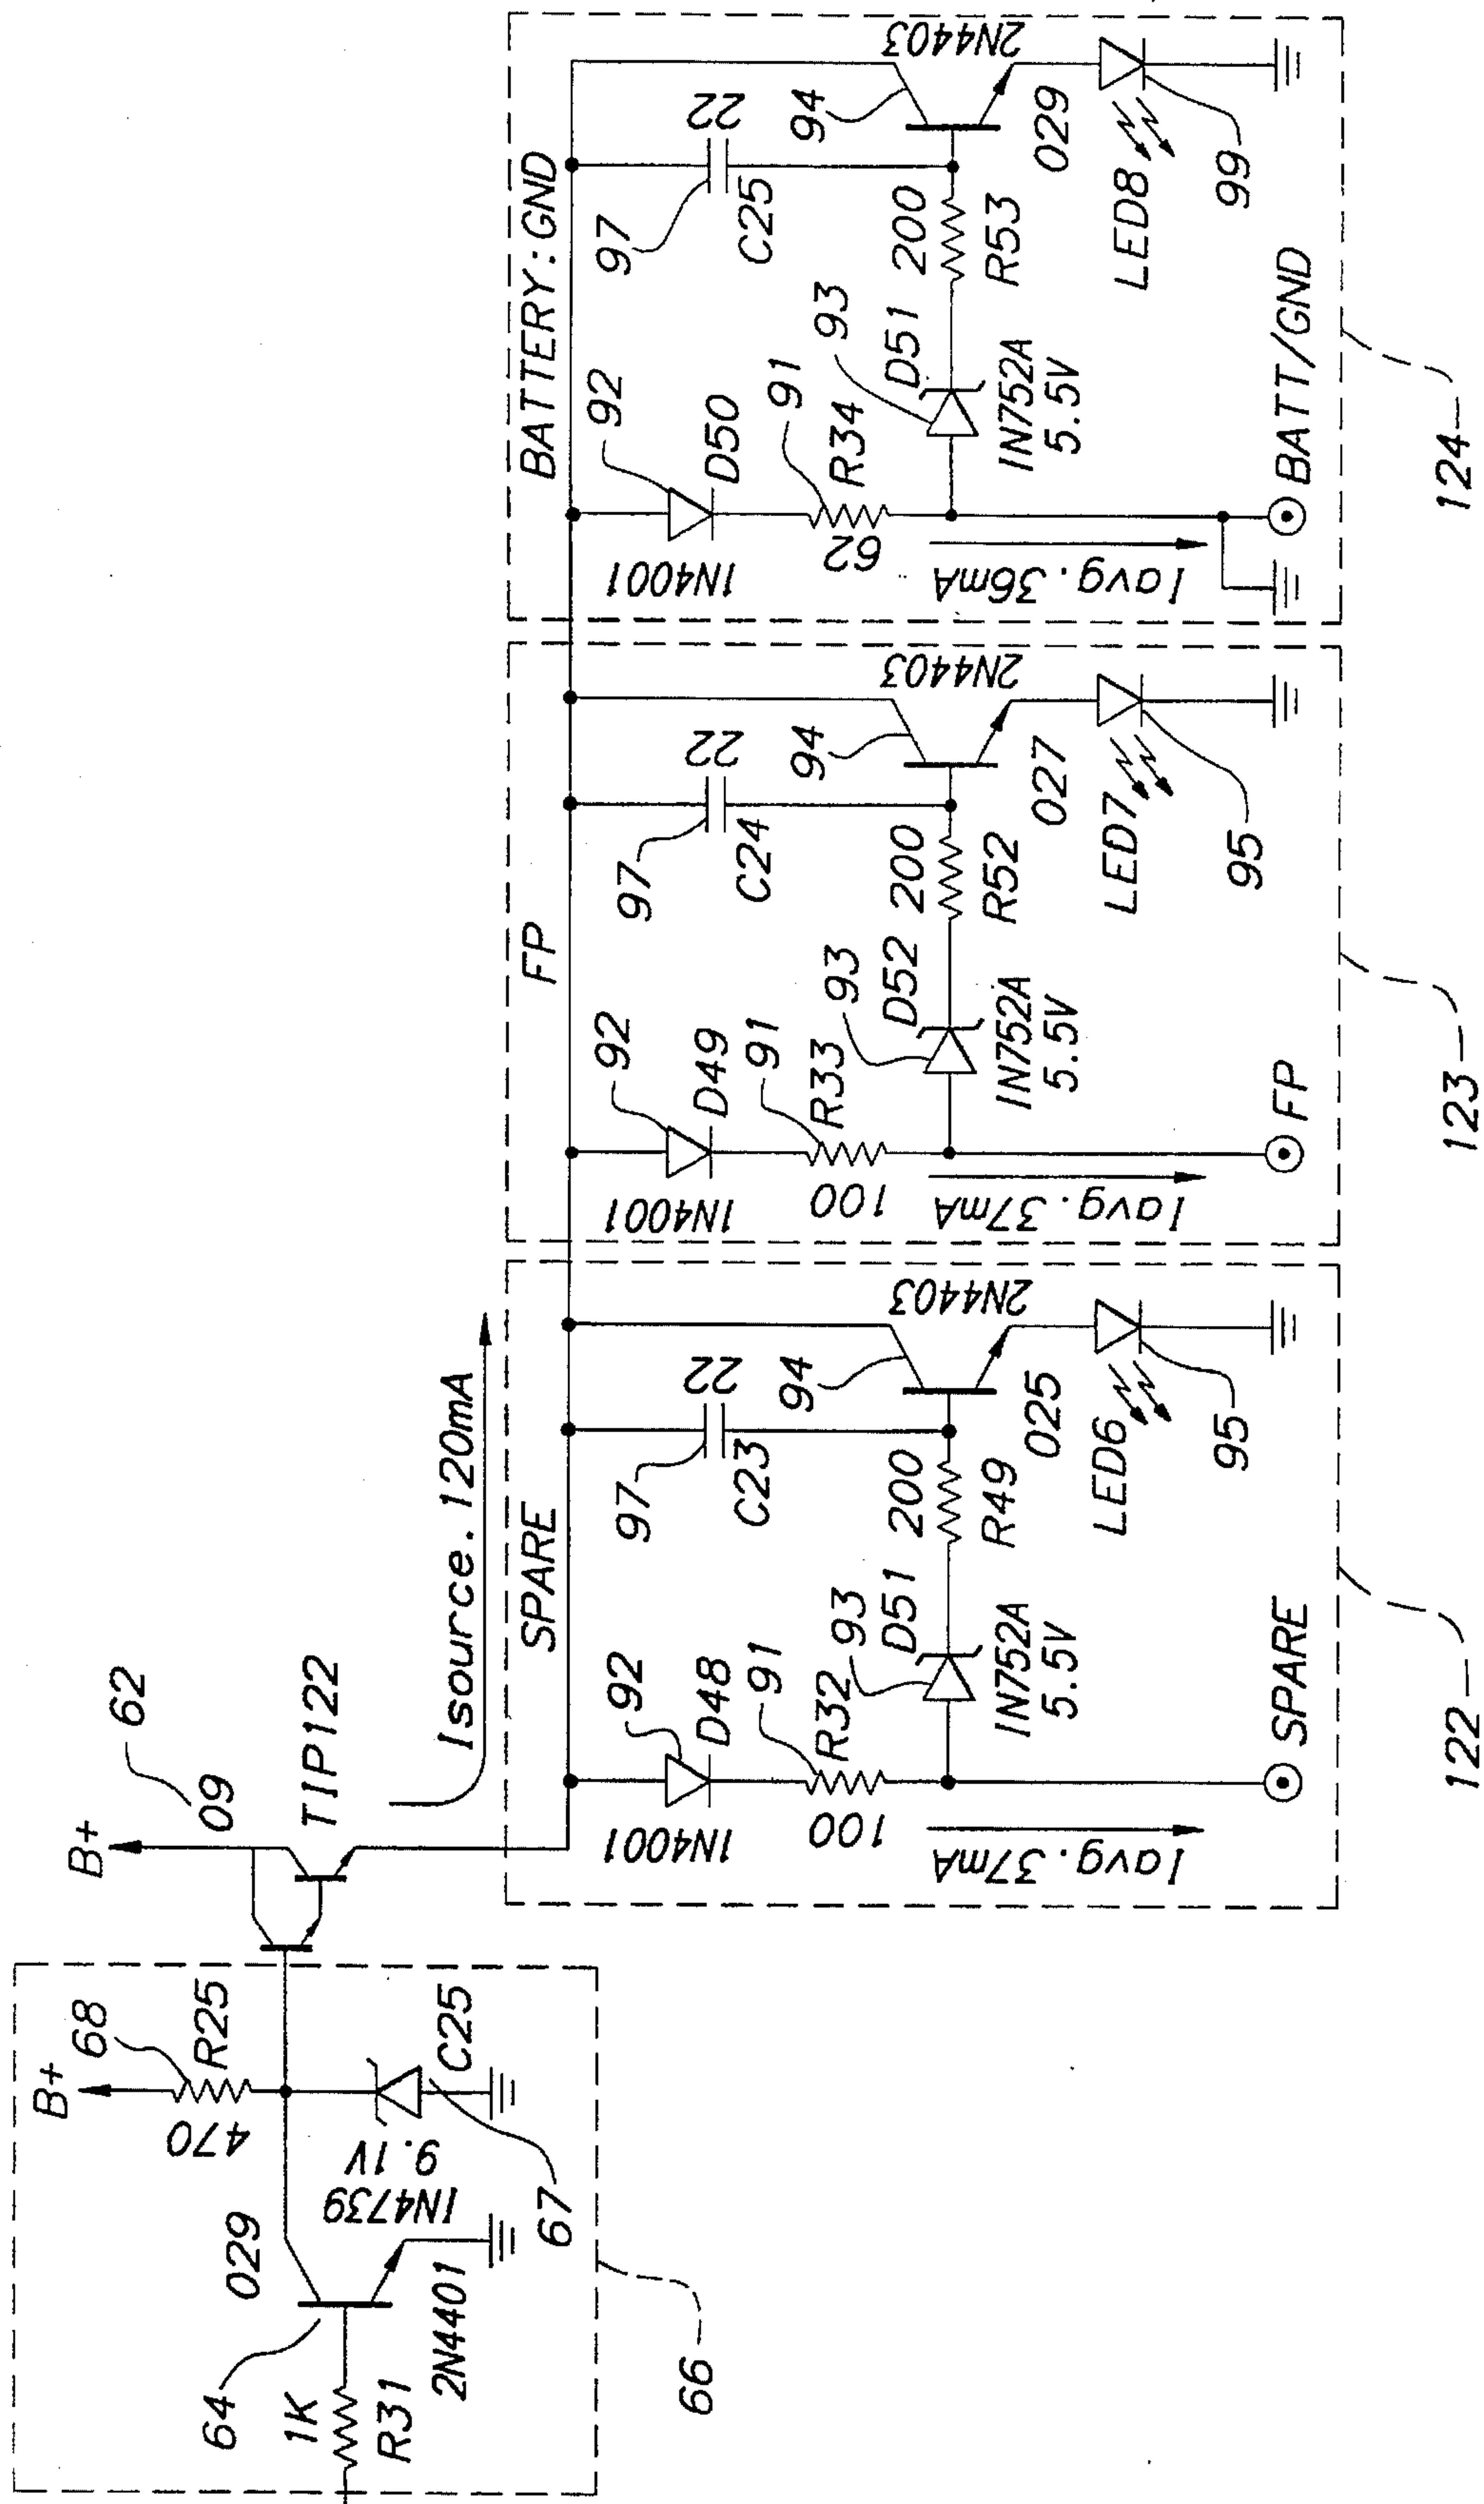 B+
62
09
TIP122
Isource. 120mA
B+
68
R25
470
C25
9.1V
1N4739
67
029
64
2N4401
1K
R31
66
SPARE
92
D48
1N4001
91
R32
100
Iavg. 37mA
93
D51
IN752A
5.5V
200
R49
97
22
C23
94
2N4403
025
LED6
95
SPARE
122
FP
92
D49
1N4001
91
R33
100
Iavg. 37mA
93
D52
IN752A
5.5V
200
R52
97
22
C24
94
2N4403
027
LED7
95
FP
123
BATTERY:GND
92
D50
1N4001
91
R34
62
Iavg. 36mA
93
D51
IN752A
5.5V
200
R53
97
22
C25
94
2N4403
029
LED8
99
BATT/GND
124